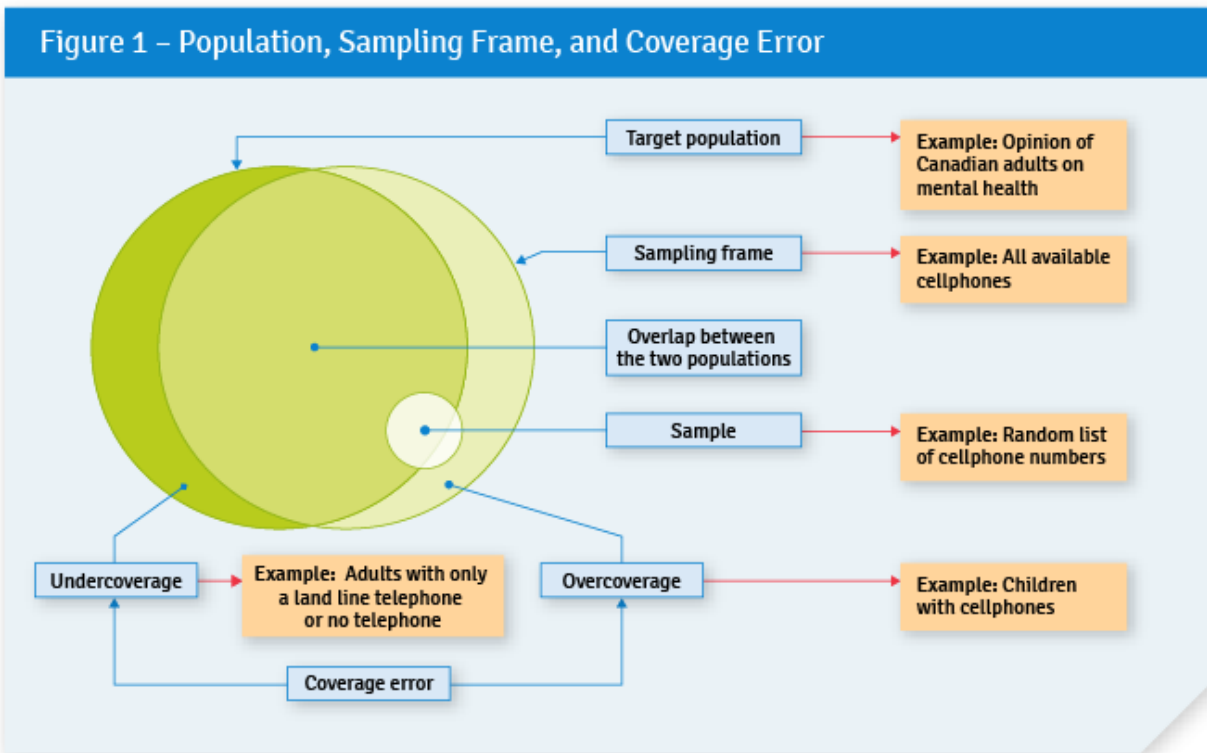 Figure 1 – Population, Sampling Frame, and Coverage Error
Target population
Example: Opinion of
Canadian adults on
mental health
Sampling frame
Example: All available
cellphones
Overlap between
the two populations
Sample
Example: Random list
of cellphone numbers
Undercoverage
Example: Adults with only
a land line telephone
or no telephone
Overcoverage
Example: Children
with cellphones
Coverage error